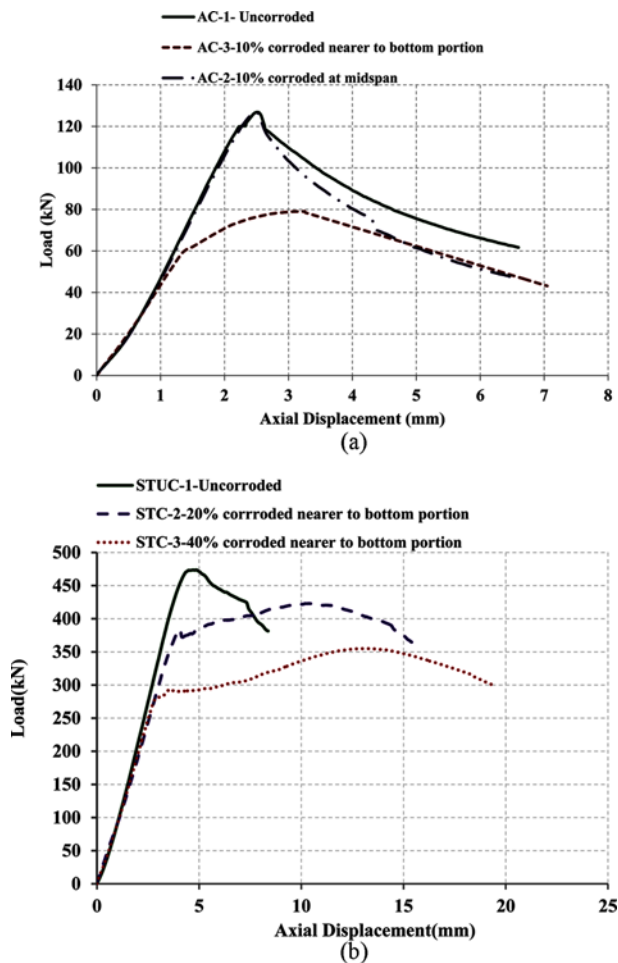 AC-1- Uncorroded
AC-3-10% corroded nearer to bottom portion
AC-2-10% corroded at midspan
140
120
100
80
60
40
20
0
Load (kN)
0 1 2 3 4 5 6 7 8
Axial Displacement (mm)
(a)
STUC-1-Uncorroded
STC-2-20% corrroded nearer to bottom portion
STC-3-40% corroded nearer to bottom portion
500
450
400
350
300
250
200
150
100
50
0
Load(kN)
0 5 10 15 20 25
Axial Displacement(mm)
(b)